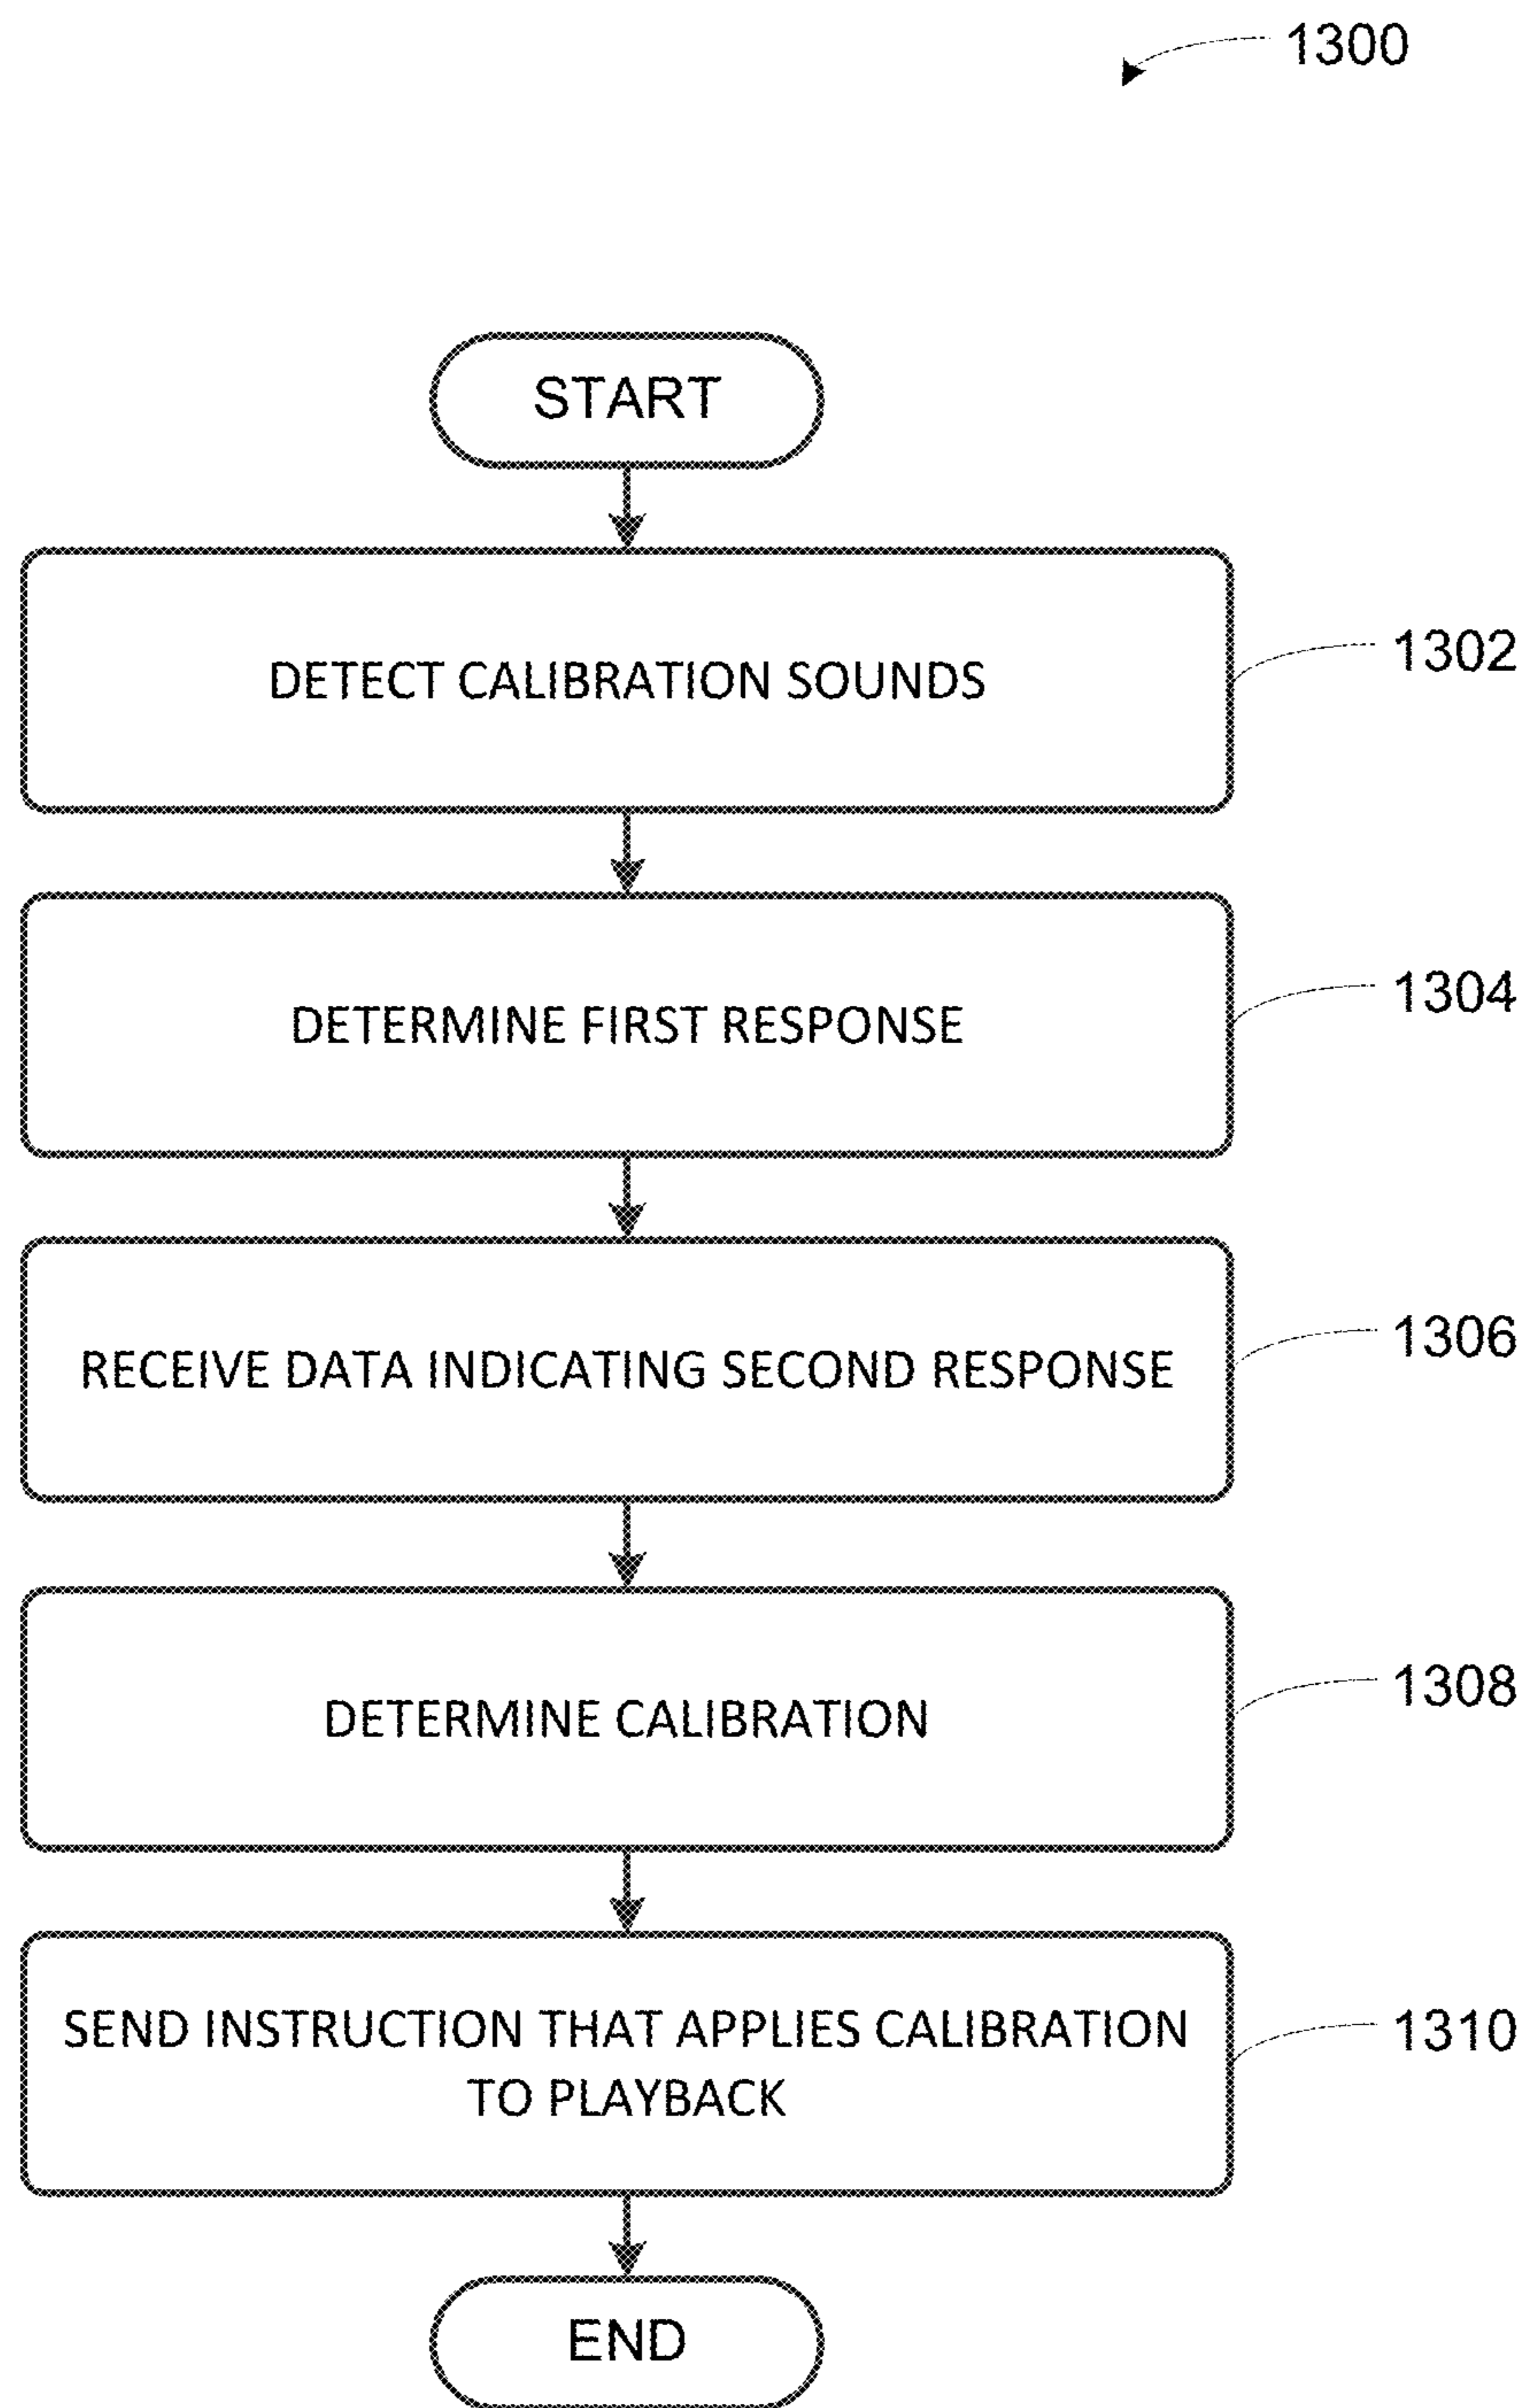 1300
START
DETECT CALIBRATION SOUNDS
1302
DETERMINE FIRST RESPONSE
1304
RECEIVE DATA INDICATING SECOND RESPONSE
1306
DETERMINE CALIBRATION
1308
SEND INSTRUCTION THAT APPLIES CALIBRATION
TO PLAYBACK
1310
END